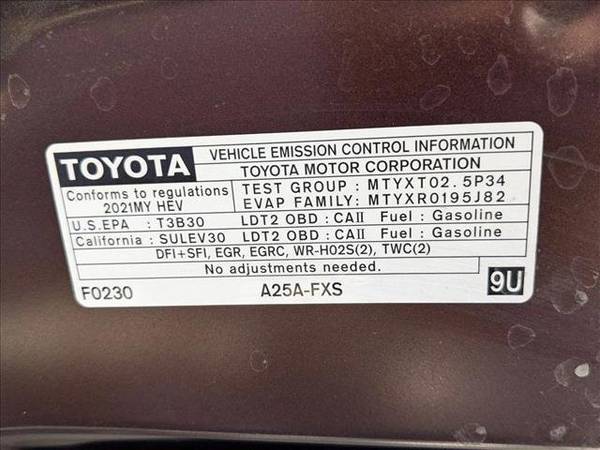 TOYOTA
VEHICLE EMISSION CONTROL INFORMATION
TOYOTA MOTOR CORPORATION
Conforms to regulations
2021MY HEV
TEST GROUP : MTYXT02.5P34
EVAP FAMILY: MTYXR0195J82
U.S.EPA : T3B30 LDT2 OBD : CAII Fuel : Gasoline
California : SULEV30 LDT2 OBD : CAII Fuel : Gasoline
DFI+SFI, EGR, EGRC, WR-HO2S(2), TWC(2)
No adjustments needed.
F0230 A25A-FXS 9U